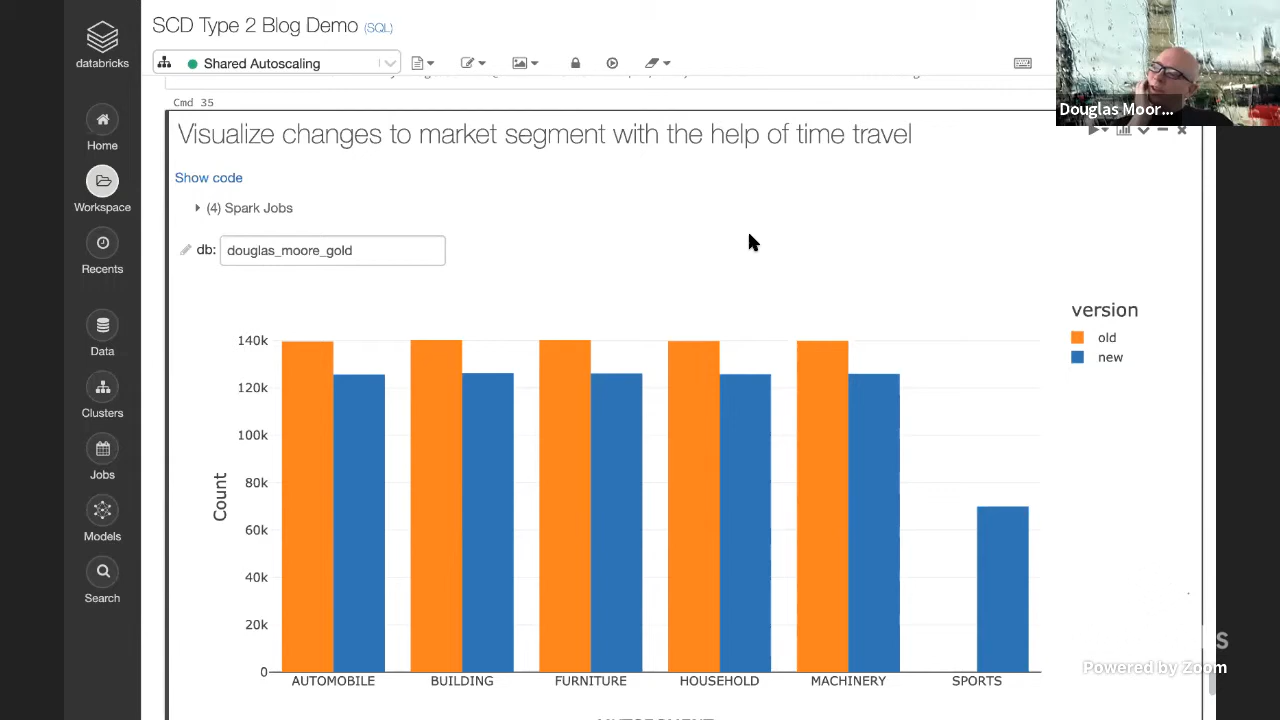 SCD Type 2 Blog Demo (SQL)
databricks
Shared Autoscaling
Douglas Moor...
Cmd 35
Visualize changes to market segment with the help of time travel
Show code
(4) Spark Jobs
db: douglas_moore_gold
Home
Workspace
Recents
Data
Clusters
Jobs
Models
Search
version
old
new
140k
120k
100k
80k
60k
40k
20k
0
Count
AUTOMOBILE
BUILDING
FURNITURE
HOUSEHOLD
MACHINERY
SPORTS
Powered by Zoom